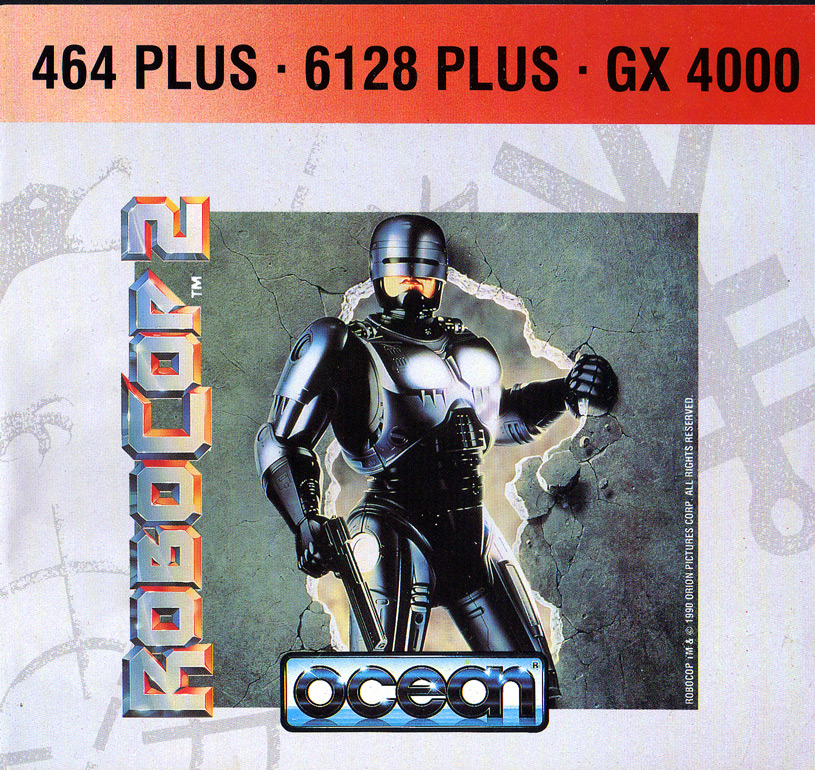 464 PLUS · 6128 PLUS · GX 4000
ROBOCOP 2 ™
ROBOCOP TM & © 1990 ORION PICTURES CORP. ALL RIGHTS RESERVED.
ocean®